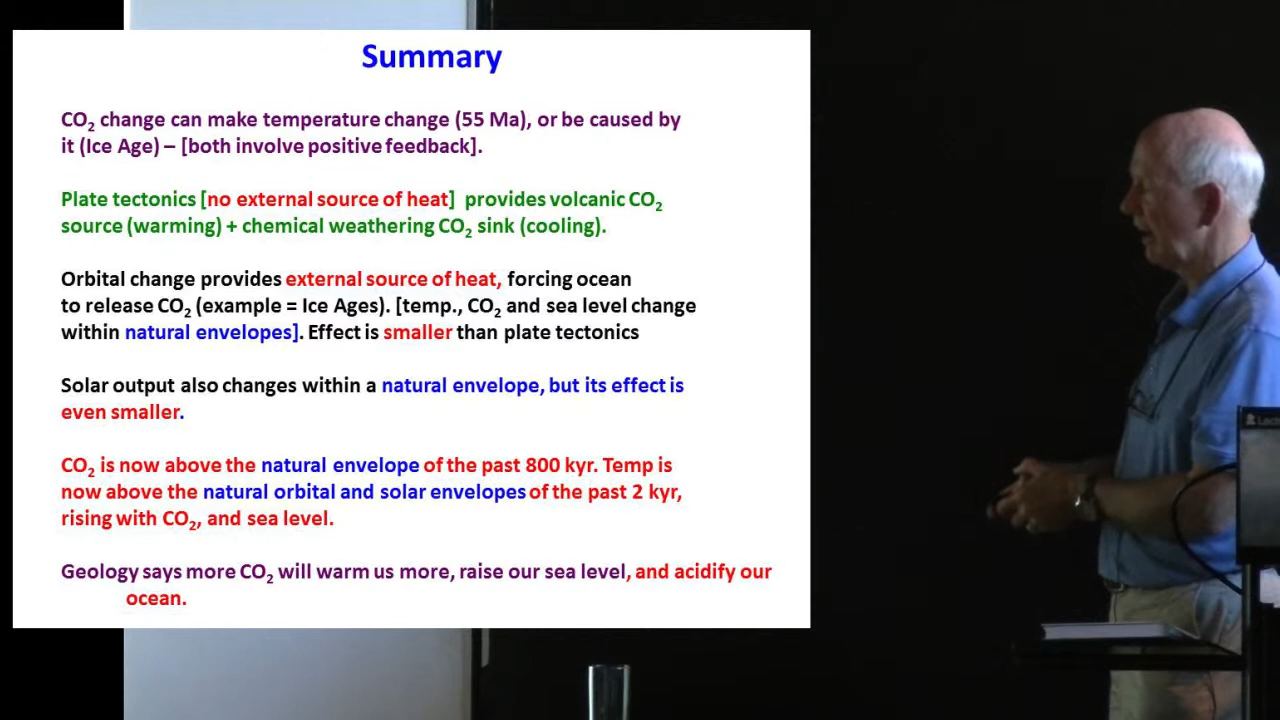 Summary
CO₂ change can make temperature change (55 Ma), or be caused by
it (Ice Age) – [both involve positive feedback].
Plate tectonics [no external source of heat] provides volcanic CO₂
source (warming) + chemical weathering CO₂ sink (cooling).
Orbital change provides external source of heat, forcing ocean
to release CO₂ (example = Ice Ages). [temp., CO₂ and sea level change
within natural envelopes]. Effect is smaller than plate tectonics
Solar output also changes within a natural envelope, but its effect is
even smaller.
CO₂ is now above the natural envelope of the past 800 kyr. Temp is
now above the natural orbital and solar envelopes of the past 2 kyr,
rising with CO₂, and sea level.
Geology says more CO₂ will warm us more, raise our sea level, and acidify our
ocean.